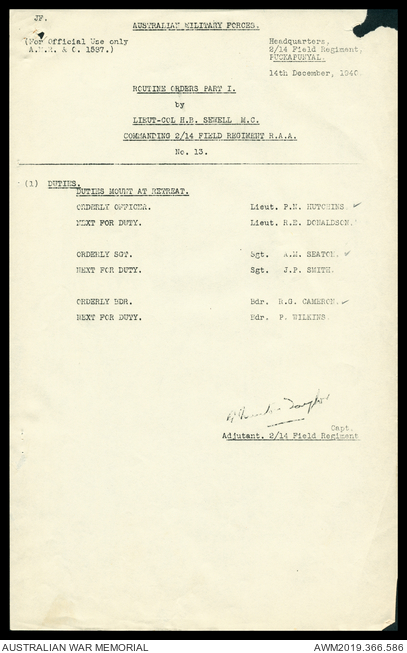 JP.
AUSTRALIAN MILITARY FORCES.
(For Official Use only
A.M.R. & O. 1597.)
Headquarters,
2/14 Field Regiment,
PUCKAPUNYAL.
14th December, 1940.
ROUTINE ORDERS PART I.
by
LIEUT-COL H.B. SEWELL M.C.
COMMANDING 2/14 FIELD REGIMENT R.A.A.
No. 13.
(1) DUTIES.
DUTIES MOUNT AT RETREAT.
ORDERLY OFFICER. Lieut. P.N. HUTCHINS. ✓
NEXT FOR DUTY. Lieut. R.E. DONALDSON.
ORDERLY SGT. Sgt. A.M. SEATON. ✓
NEXT FOR DUTY. Sgt. J.P. SMITH.
ORDERLY BDR. Bdr. R.G. CAMERON. ✓
NEXT FOR DUTY. Bdr. P. WILKINS.
Capt.
Adjutant. 2/14 Field Regiment
AUSTRALIAN WAR MEMORIAL AWM2019.366.586